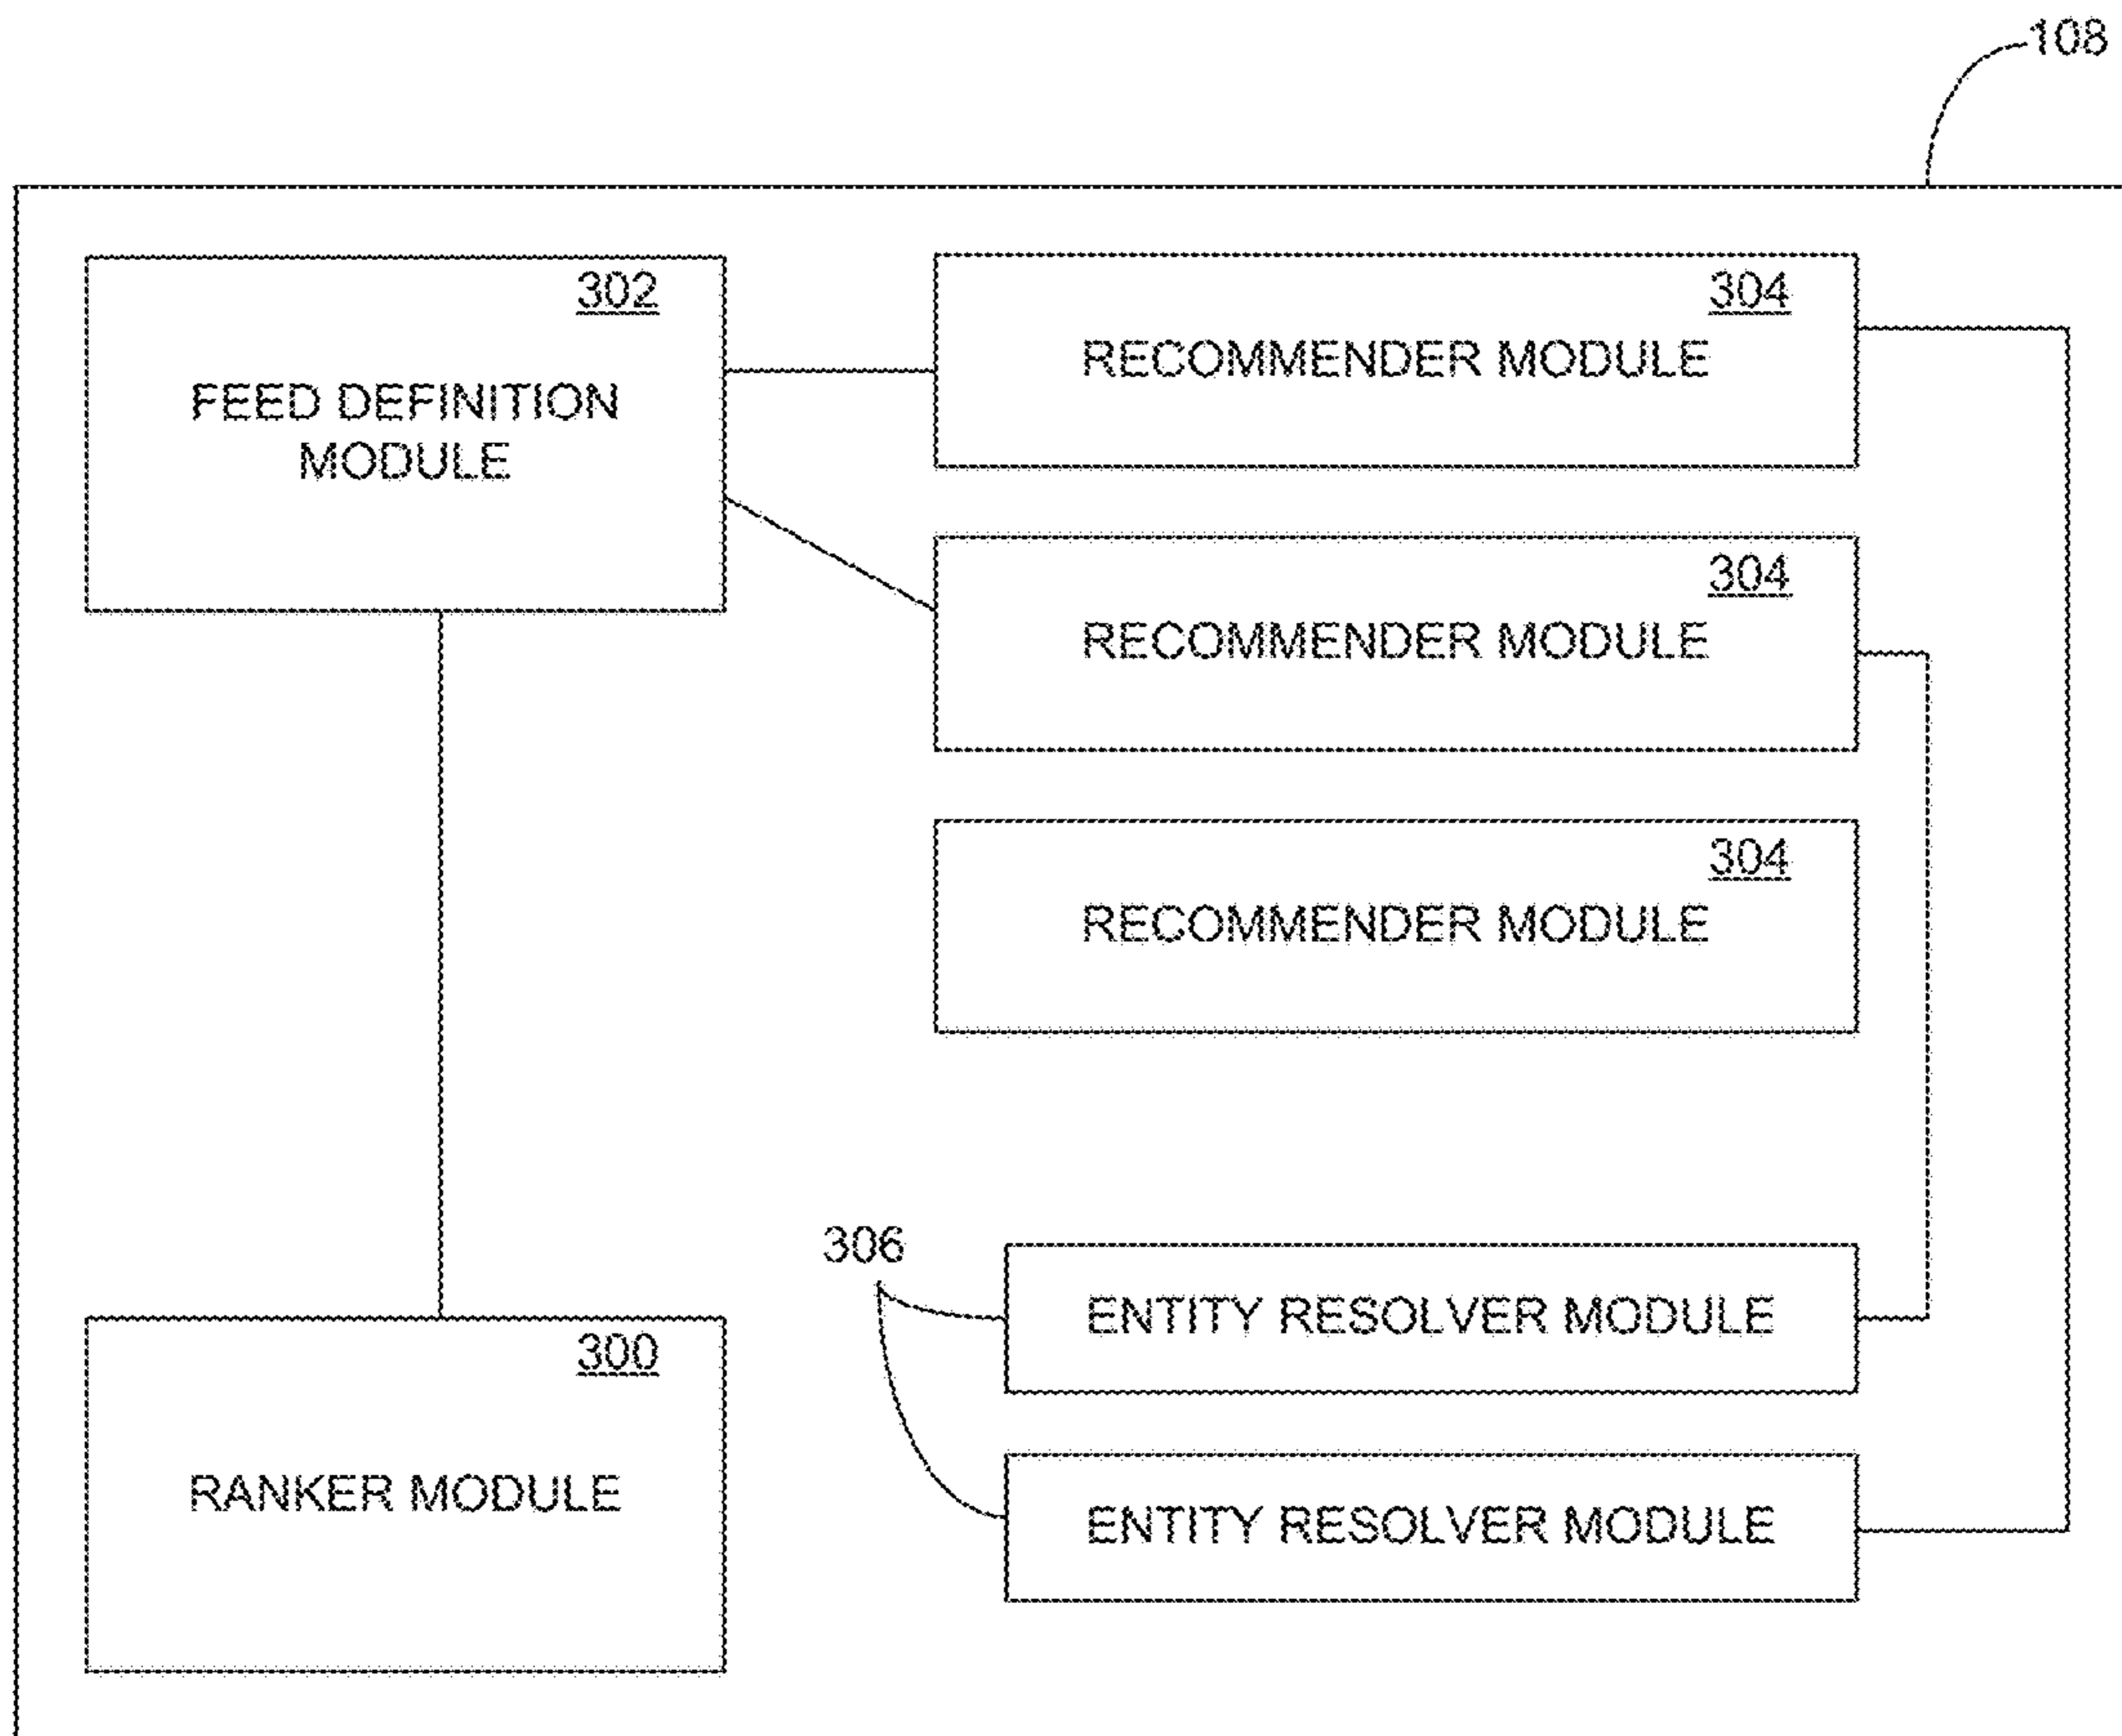 108
302
FEED DEFINITION
MODULE
304
RECOMMENDER MODULE
304
RECOMMENDER MODULE
304
RECOMMENDER MODULE
306
ENTITY RESOLVER MODULE
300
RANKER MODULE
ENTITY RESOLVER MODULE